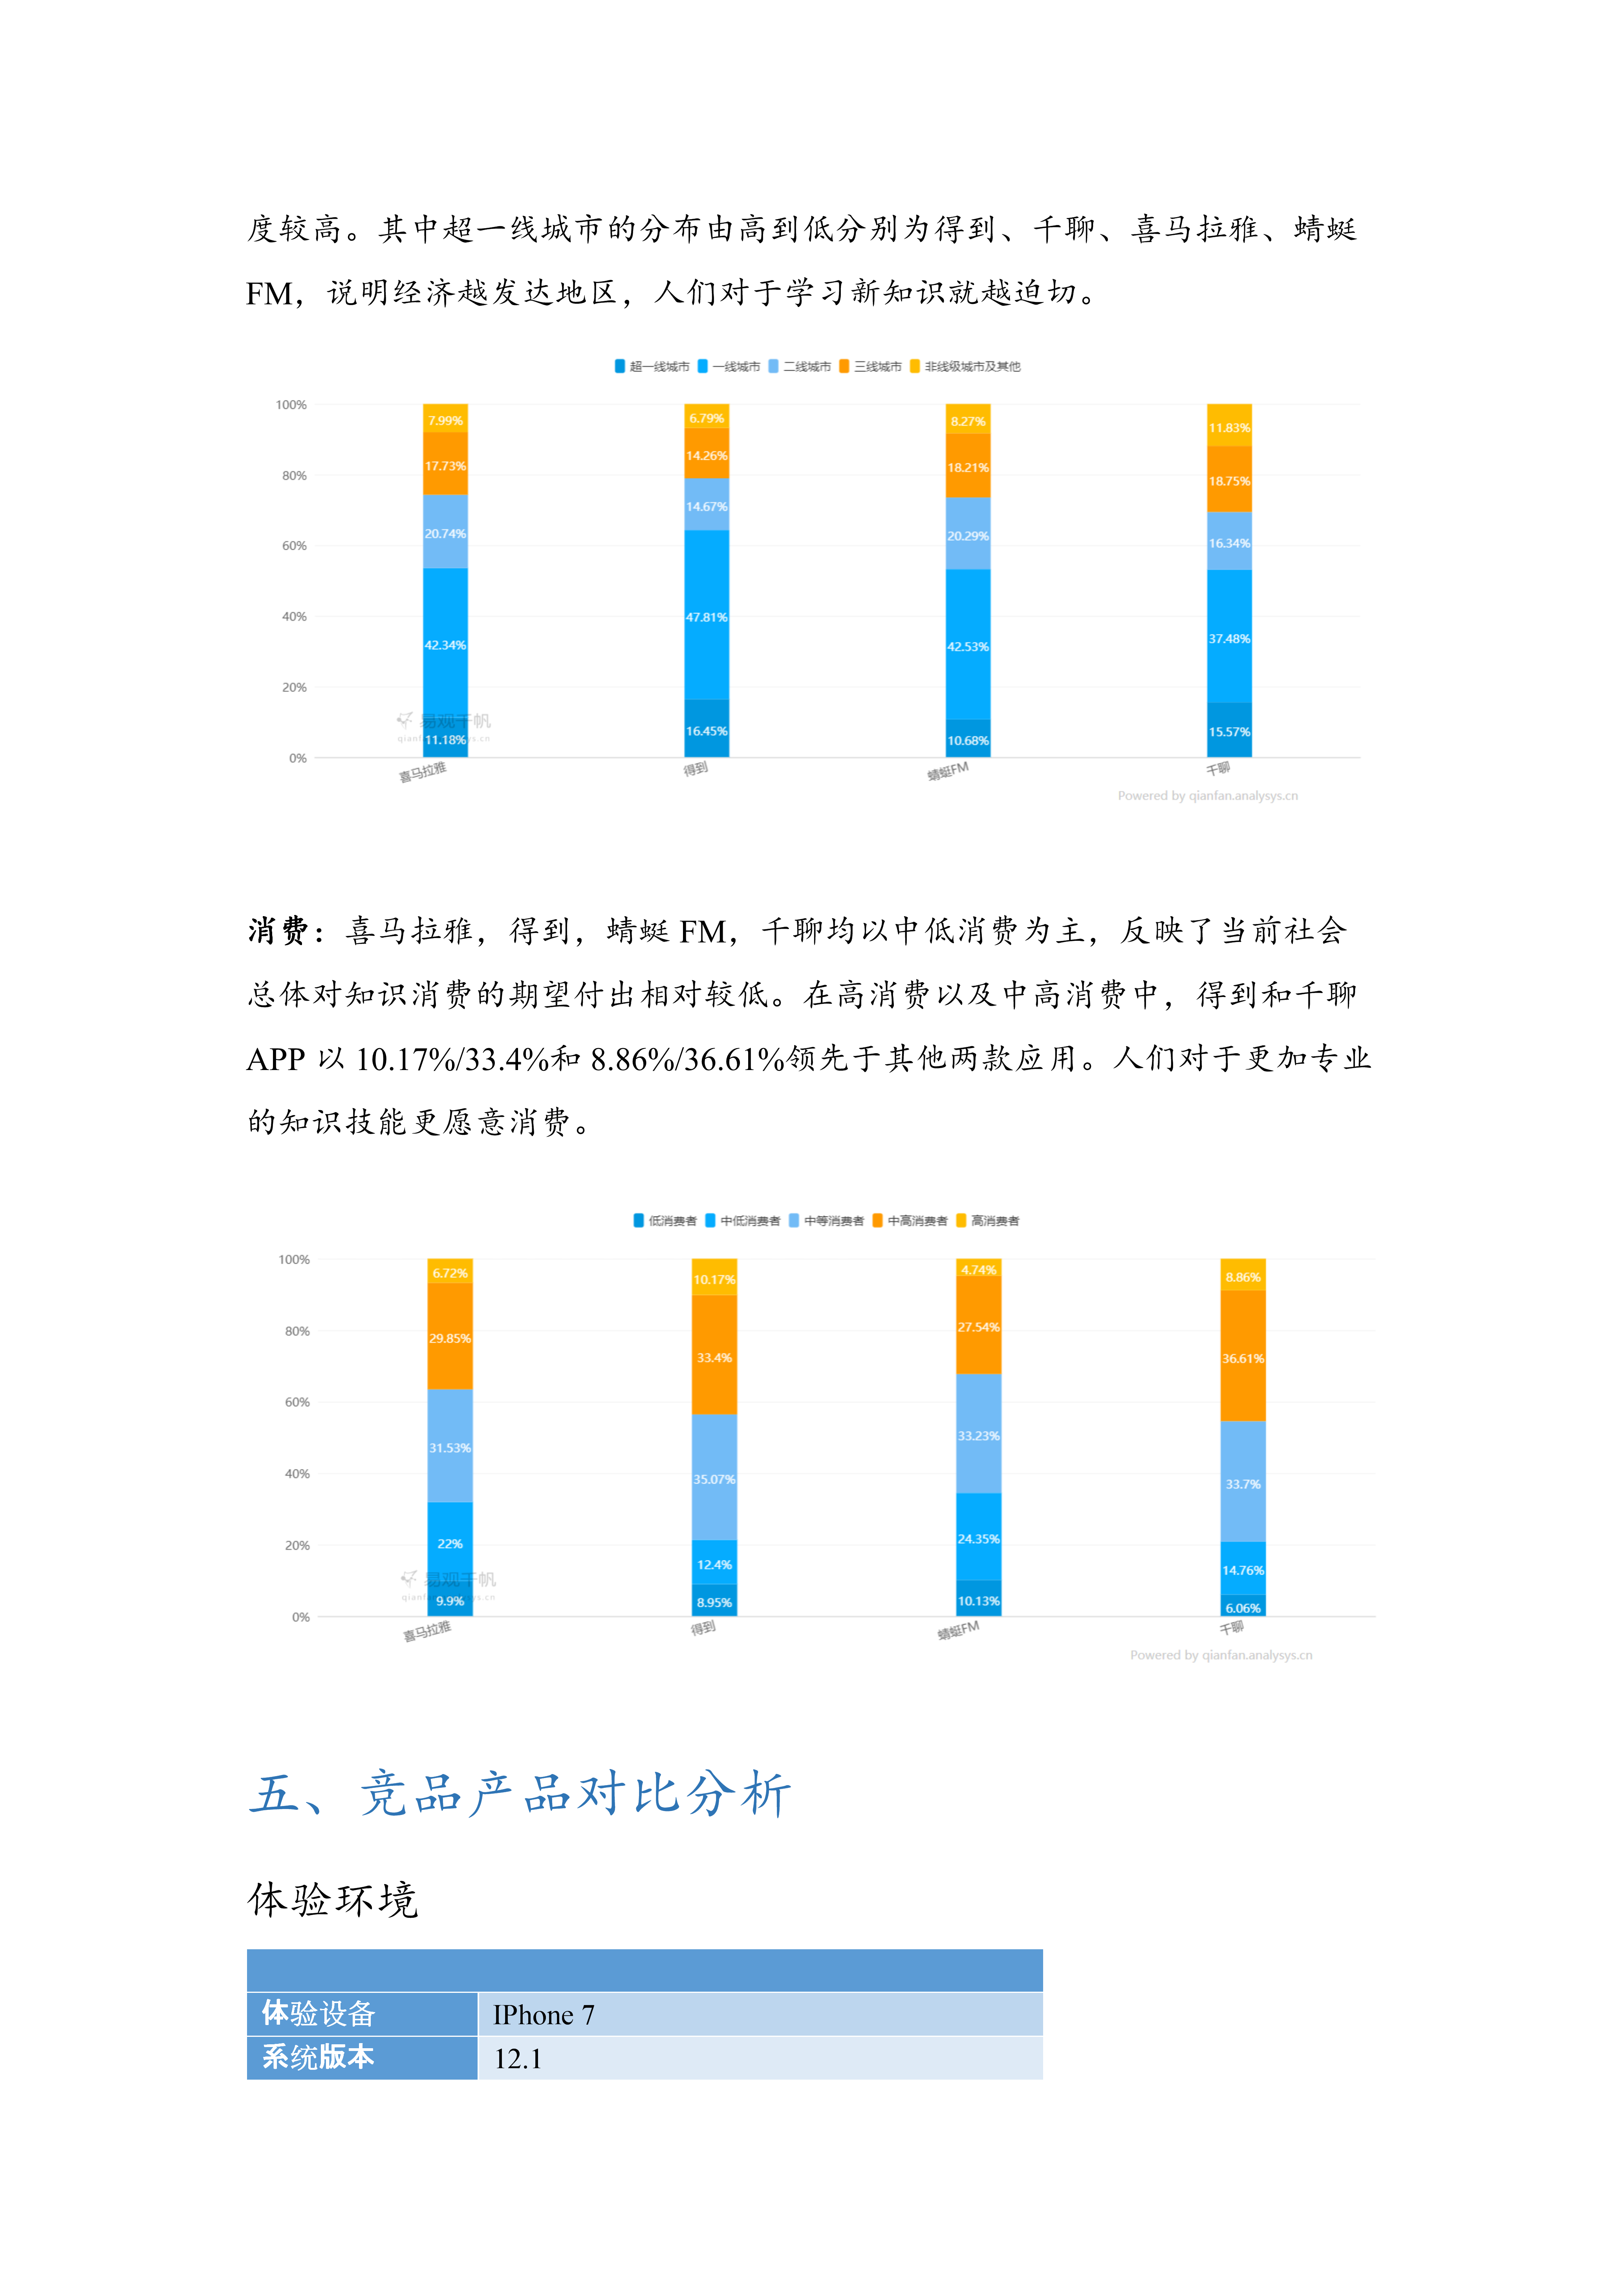 度较高。其中超一线城市的分布由高到低分别为得到、千聊、喜马拉雅、蜻蜓
FM，说明经济越发达地区，人们对于学习新知识就越迫切。
超一线城市 一线城市 二线城市 三线城市 非线级城市及其他
100%
80%
60%
40%
20%
0%
7.99% 6.79% 8.27% 11.83%
17.73% 14.26% 18.21% 18.75%
20.74% 14.67% 20.29% 16.34%
42.34% 47.81% 42.53% 37.48%
11.18% 16.45% 10.68% 15.57%
易观千帆
喜马拉雅 得到 蜻蜓FM 千聊
Powered by qianfan.analysys.cn
消费：喜马拉雅，得到，蜻蜓 FM，千聊均以中低消费为主，反映了当前社会
总体对知识消费的期望付出相对较低。在高消费以及中高消费中，得到和千聊
APP 以 10.17%/33.4%和 8.86%/36.61%领先于其他两款应用。人们对于更加专业
的知识技能更愿意消费。
低消费者 中低消费者 中等消费者 中高消费者 高消费者
100%
80%
60%
40%
20%
0%
6.72% 10.17% 4.74% 8.86%
29.85% 33.4% 27.54% 36.61%
31.53% 35.07% 33.23% 33.7%
22% 12.4% 24.35% 14.76%
9.9% 8.95% 10.13% 6.06%
易观千帆
喜马拉雅 得到 蜻蜓FM 千聊
Powered by qianfan.analysys.cn
五、竞品产品对比分析
体验环境
体验设备 IPhone 7
系统版本 12.1